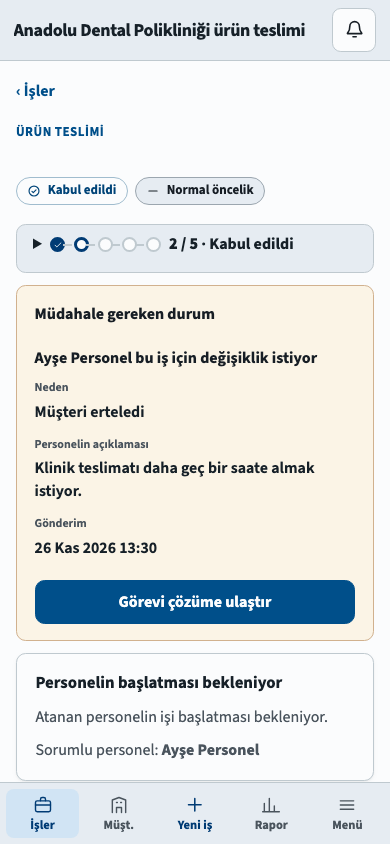 Anadolu Dental Polikliniği ürün teslimi
‹ İşler
ÜRÜN TESLİMİ
Kabul edildi
Normal öncelik
2 / 5 · Kabul edildi
Müdahale gereken durum
Ayşe Personel bu iş için değişiklik istiyor
Neden
Müşteri erteledi
Personelin açıklaması
Klinik teslimatı daha geç bir saate almak
istiyor.
Gönderim
26 Kas 2026 13:30
Görevi çözüme ulaştır
Personelin başlatması bekleniyor
Atanan personelin işi başlatması bekleniyor.
Sorumlu personel: Ayşe Personel
İşler
Müşt.
Yeni iş
Rapor
Menü